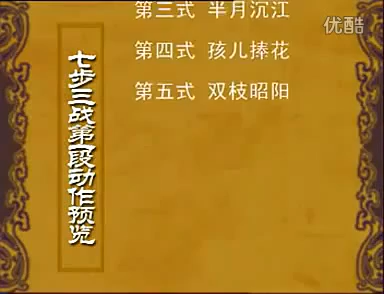 优酷
七步三战第一段动作预览
第三式 半月沉江
第四式 孩儿捧花
第五式 双枝昭阳